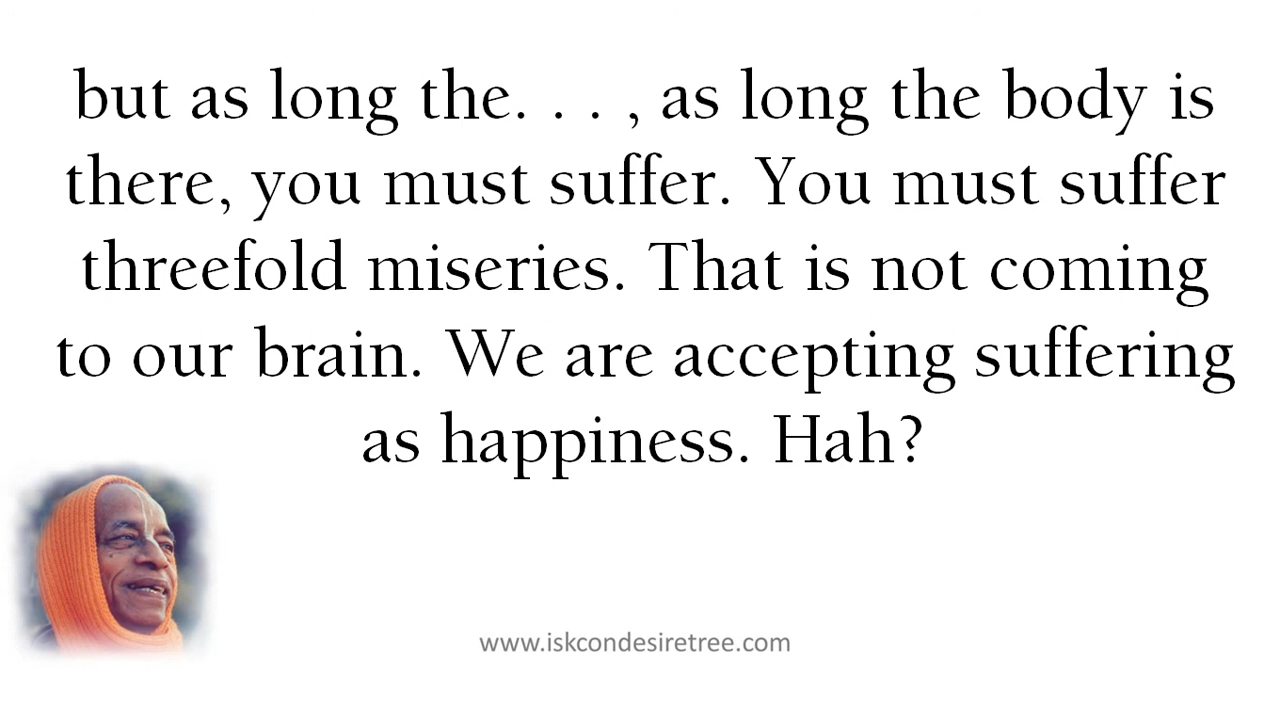 but as long the. . . , as long the body is
there, you must suffer. You must suffer
threefold miseries. That is not coming
to our brain. We are accepting suffering
as happiness. Hah?
www.iskcondesiretree.com